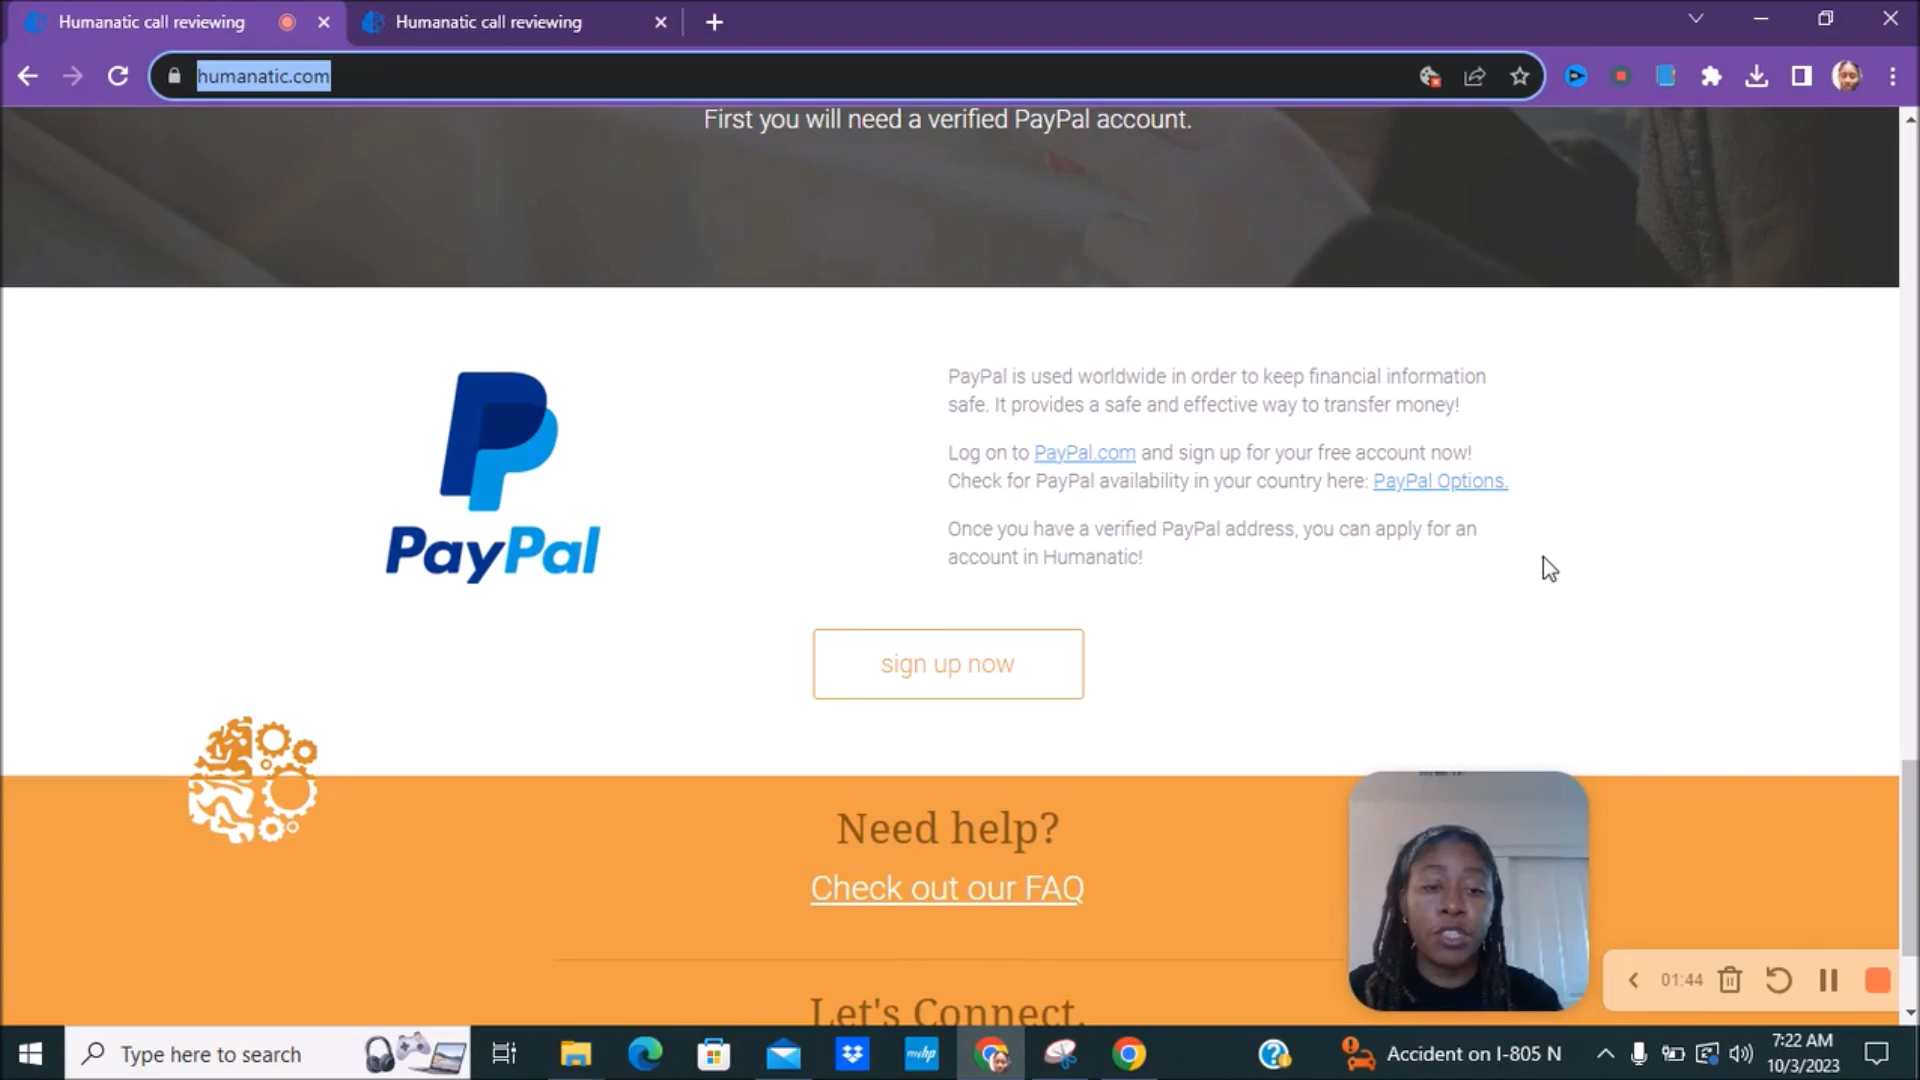 Humanatic call reviewing
Humanatic call reviewing
humanatic.com
First you will need a verified PayPal account.
PayPal is used worldwide in order to keep financial information
safe. It provides a safe and effective way to transfer money!
Log on to PayPal.com and sign up for your free account now!
Check for PayPal availability in your country here: PayPal Options.
Once you have a verified PayPal address, you can apply for an
account in Humanatic!
PayPal
sign up now
Need help?
Check out our FAQ
Let's Connect.
01:44
Type here to search
myhp
Accident on I-805 N
7:22 AM
10/3/2023